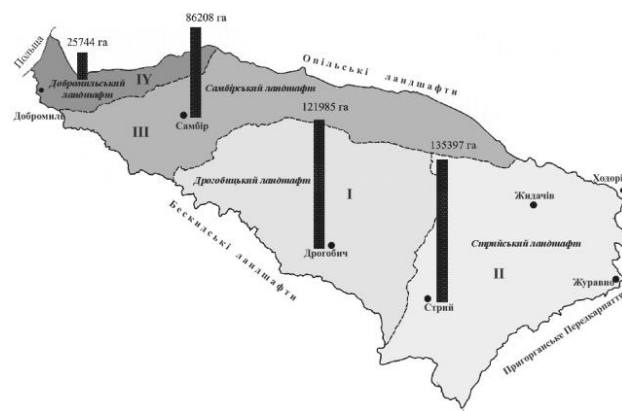 86208 га
25744 га
Польща
Опільські ландшафти
IY
Добромильський
ландшафт
Самбірський ландшафт
Добромиль
121985 га
III
Самбір
135397 га
Дрогобицький ландшафт
I
Жидачів
Бескидські ландшафти
Стрийський ландшафт
Дрогобич
II
Журавно
Стрий
Пригорганське Передкарпаття